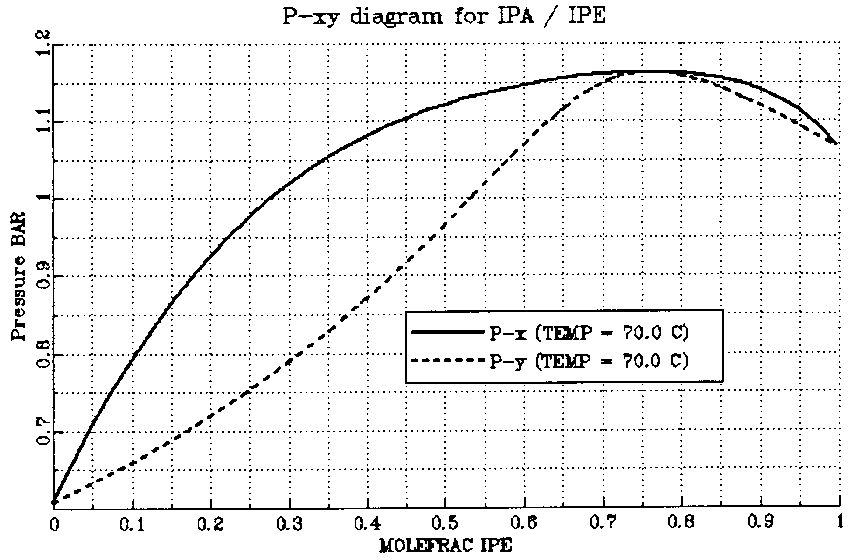 P-xy diagram for IPA / IPE
1.2
1.1
1
0.9
0.8
0.7
Pressure BAR
P-x (TEMP = 70.0 C)
P-y (TEMP = 70.0 C)
0 0.1 0.2 0.3 0.4 0.5 0.6 0.7 0.8 0.9 1
MOLEFRAC IPE